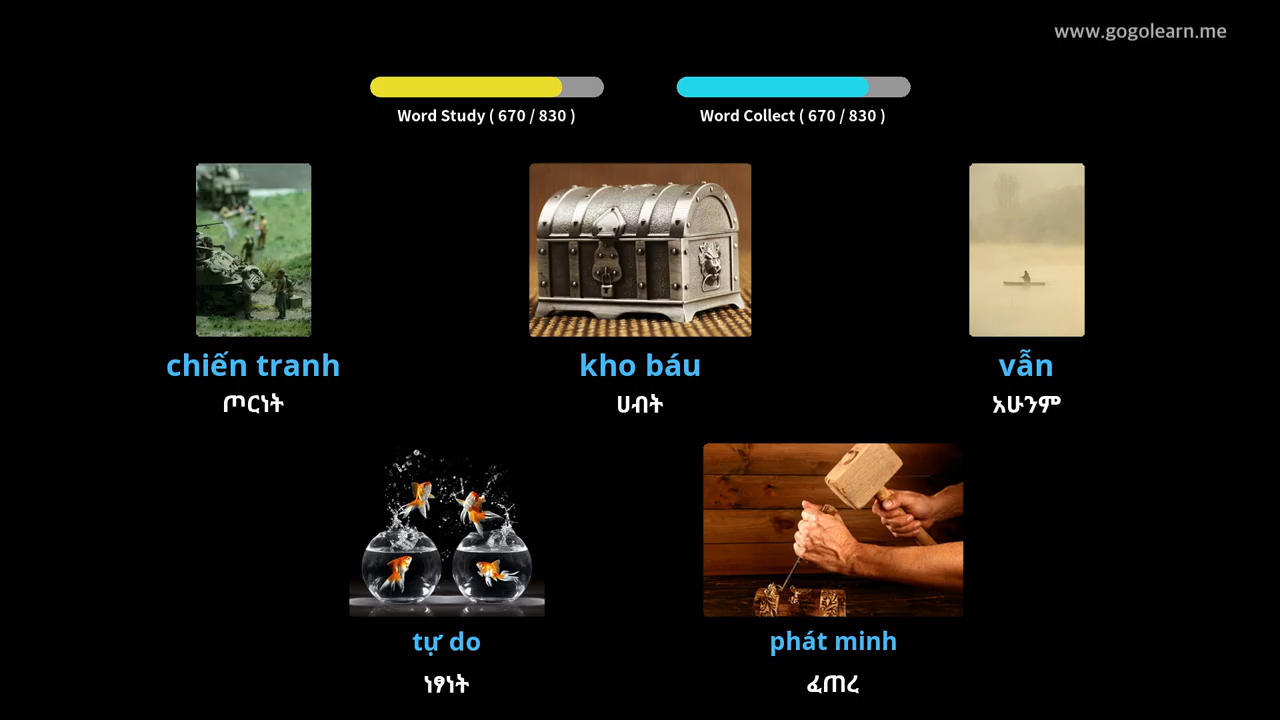 www.gogolearn.me
Word Study ( 670 / 830 )
Word Collect ( 670 / 830 )
chiến tranh
kho báu
vẫn
ጦርነት
ሀብት
አሁንም
tự do
phát minh
ነፃነት
ፈጠረ